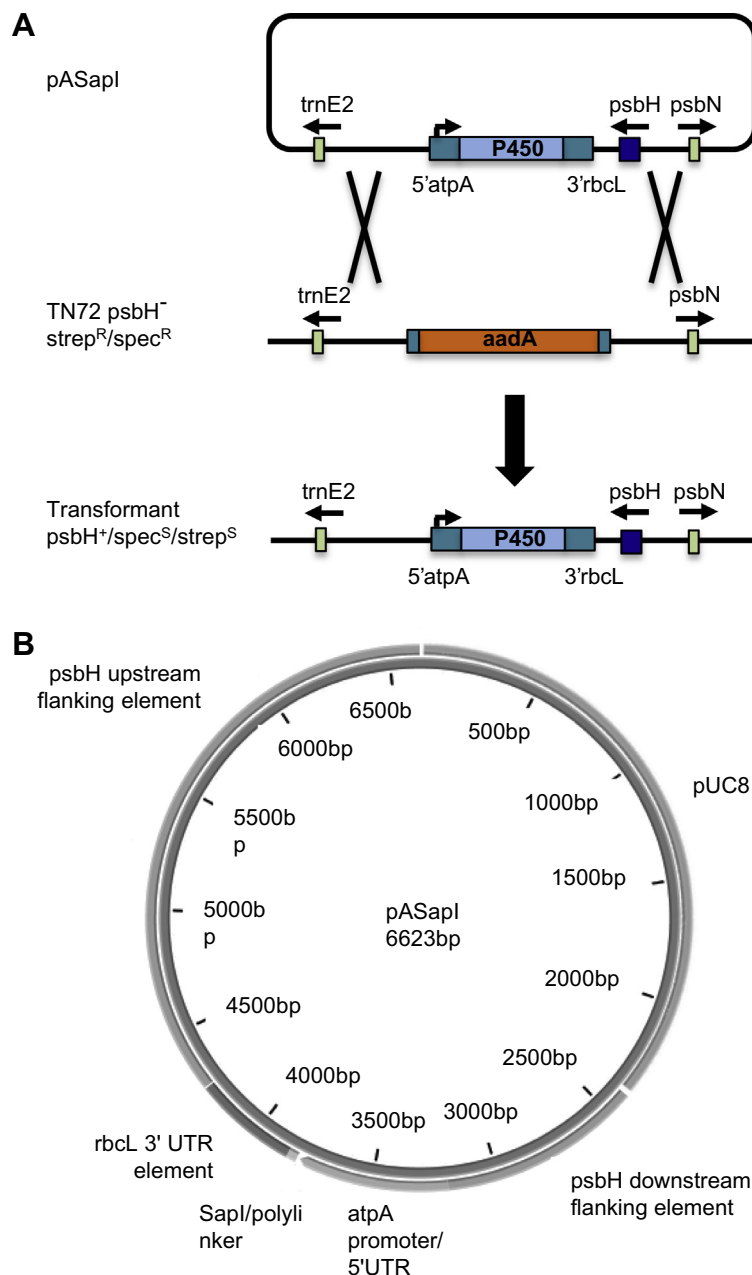 A
pASapI
trnE2
psbH
psbN
P450
5’atpA
3’rbcL
TN72 psbH⁻
strepᴿ/specᴿ
trnE2
psbN
aadA
Transformant
psbH⁺/specˢ/strepˢ
trnE2
psbH
psbN
P450
5’atpA
3’rbcL
B
psbH upstream
flanking element
6500b
500bp
6000bp
pUC8
1000bp
5500b
p
1500bp
5000b
p
pASapI
6623bp
2000bp
4500bp
2500bp
4000bp
3000bp
3500bp
rbcL 3' UTR
element
psbH downstream
flanking element
SapI/polyli
nker
atpA
promoter/
5'UTR